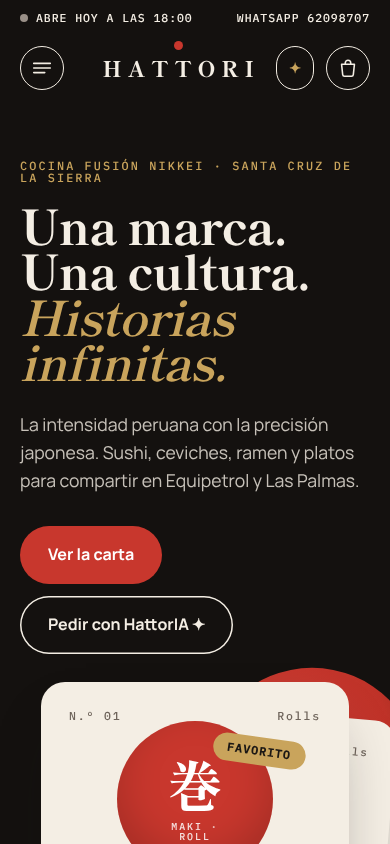 ABRE HOY A LAS 18:00
WHATSAPP 62098707
HATTORI
COCINA FUSIÓN NIKKEI · SANTA CRUZ DE
LA SIERRA
Una marca.
Una cultura.
Historias
infinitas.
La intensidad peruana con la precisión
japonesa. Sushi, ceviches, ramen y platos
para compartir en Equipetrol y Las Palmas.
Ver la carta
Pedir con HattorIA ✦
N.º 01
Rolls
ls
FAVORITO
巻
MAKI ·
ROLL